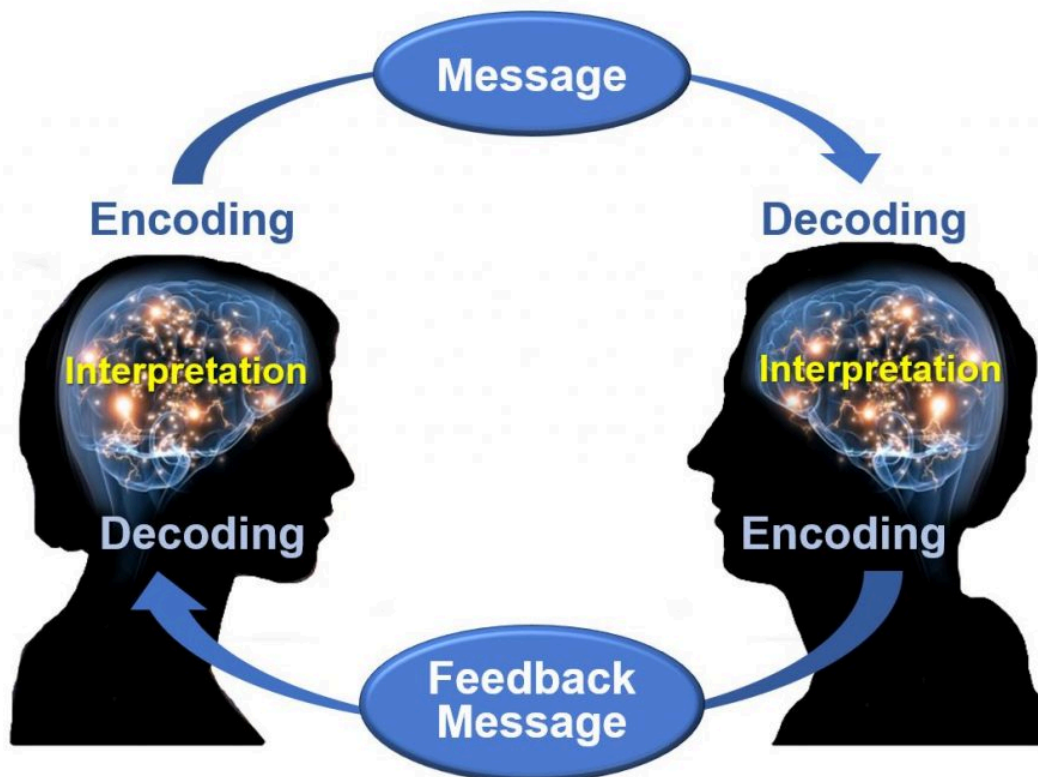 Message
Encoding
Decoding
Interpretation
Interpretation
Decoding
Encoding
Feedback
Message